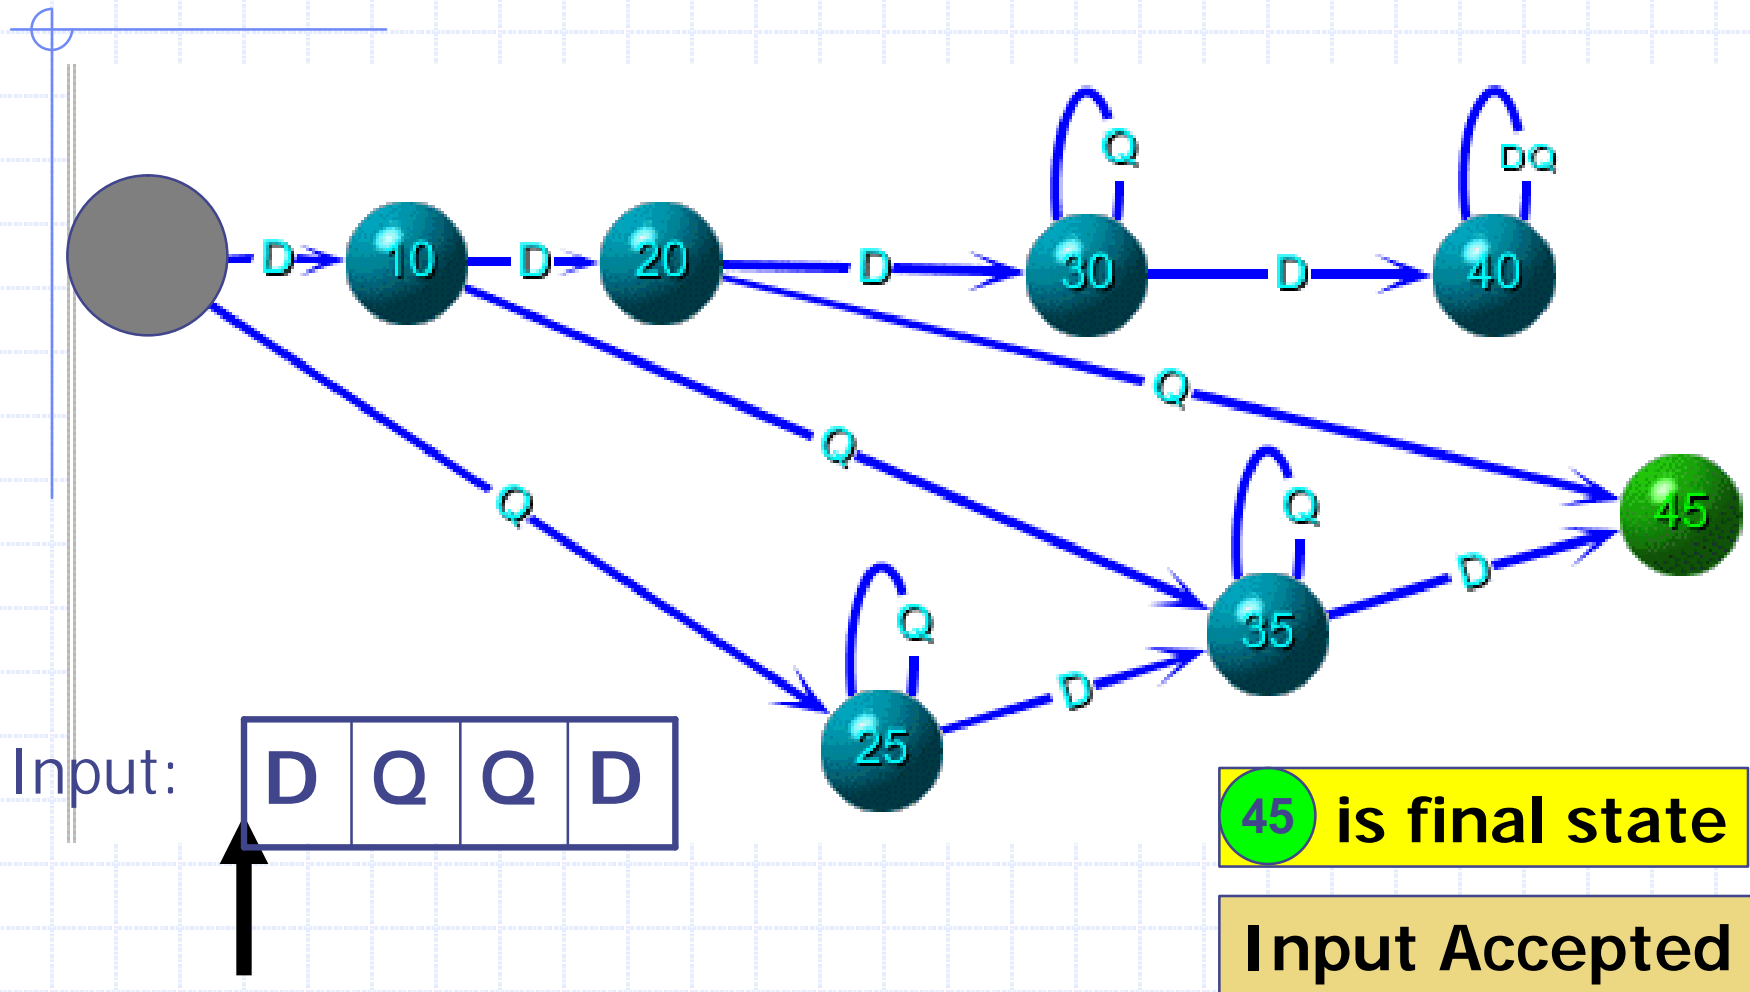 Q
DQ
D
10
D
20
D
30
D
40
Q
Q
Q
Q
45
D
Q
35
D
25
Input: D Q Q D
45 is final state
Input Accepted